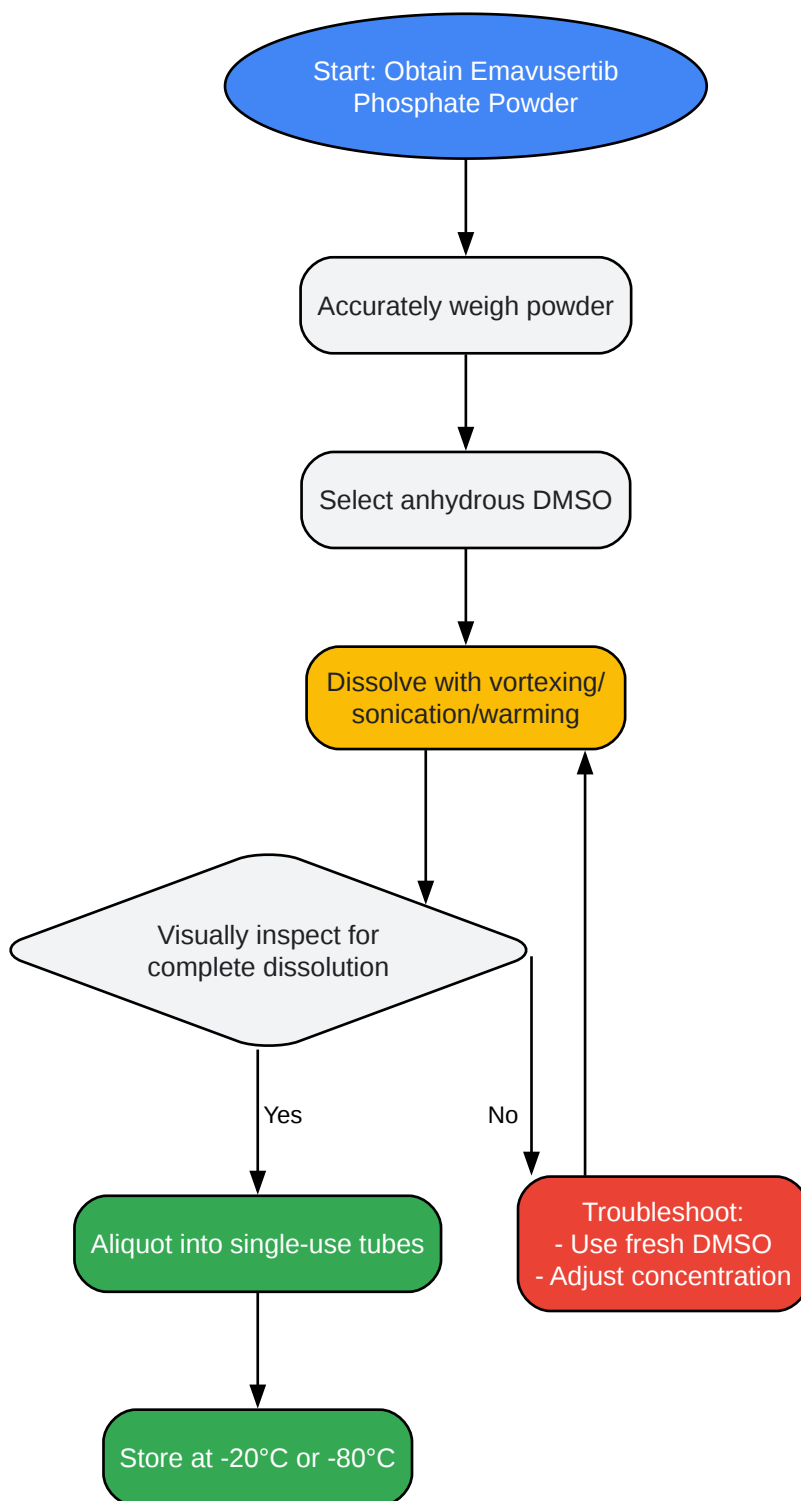 Start: Obtain Emavusertib
Phosphate Powder
Accurately weigh powder
Select anhydrous DMSO
Dissolve with vortexing/
sonication/warming
Visually inspect for
complete dissolution
Yes
No
Troubleshoot:
- Use fresh DMSO
- Adjust concentration
Aliquot into single-use tubes
Store at -20°C or -80°C